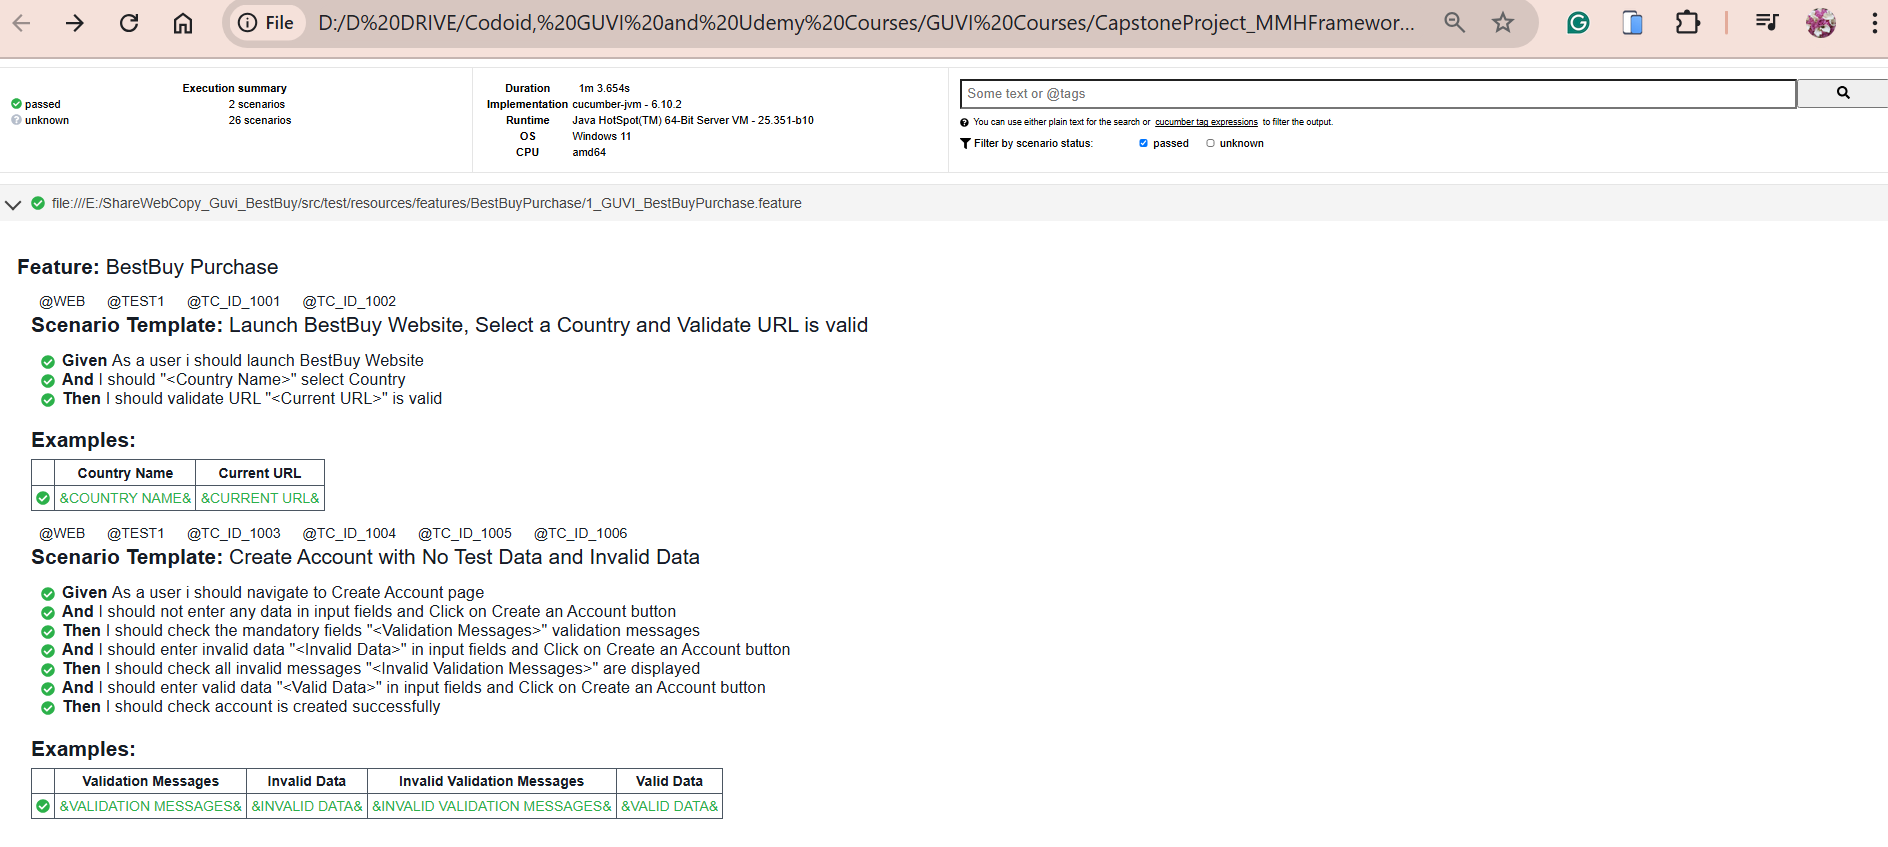 File D:/D%20DRIVE/Codoid,%20GUVI%20and%20Udemy%20Courses/GUVI%20Courses/CapstoneProject_MMHFramewor...
Execution summary
passed 2 scenarios
unknown 26 scenarios
Duration 1m 3.654s
Implementation cucumber-jvm - 6.10.2
Runtime Java HotSpot(TM) 64-Bit Server VM - 25.351-b10
OS Windows 11
CPU amd64
Some text or @tags
You can use either plain text for the search or cucumber tag expressions to filter the output.
Filter by scenario status: passed unknown
file:///E:/ShareWebCopy_Guvi_BestBuy/src/test/resources/features/BestBuyPurchase/1_GUVI_BestBuyPurchase.feature
Feature: BestBuy Purchase
@WEB @TEST1 @TC_ID_1001 @TC_ID_1002
Scenario Template: Launch BestBuy Website, Select a Country and Validate URL is valid
Given As a user i should launch BestBuy Website
And I should "<Country Name>" select Country
Then I should validate URL "<Current URL>" is valid
Examples:
Country Name Current URL
&COUNTRY NAME& &CURRENT URL&
@WEB @TEST1 @TC_ID_1003 @TC_ID_1004 @TC_ID_1005 @TC_ID_1006
Scenario Template: Create Account with No Test Data and Invalid Data
Given As a user i should navigate to Create Account page
And I should not enter any data in input fields and Click on Create an Account button
Then I should check the mandatory fields "<Validation Messages>" validation messages
And I should enter invalid data "<Invalid Data>" in input fields and Click on Create an Account button
Then I should check all invalid messages "<Invalid Validation Messages>" are displayed
And I should enter valid data "<Valid Data>" in input fields and Click on Create an Account button
Then I should check account is created successfully
Examples:
Validation Messages Invalid Data Invalid Validation Messages Valid Data
&VALIDATION MESSAGES& &INVALID DATA& &INVALID VALIDATION MESSAGES& &VALID DATA&